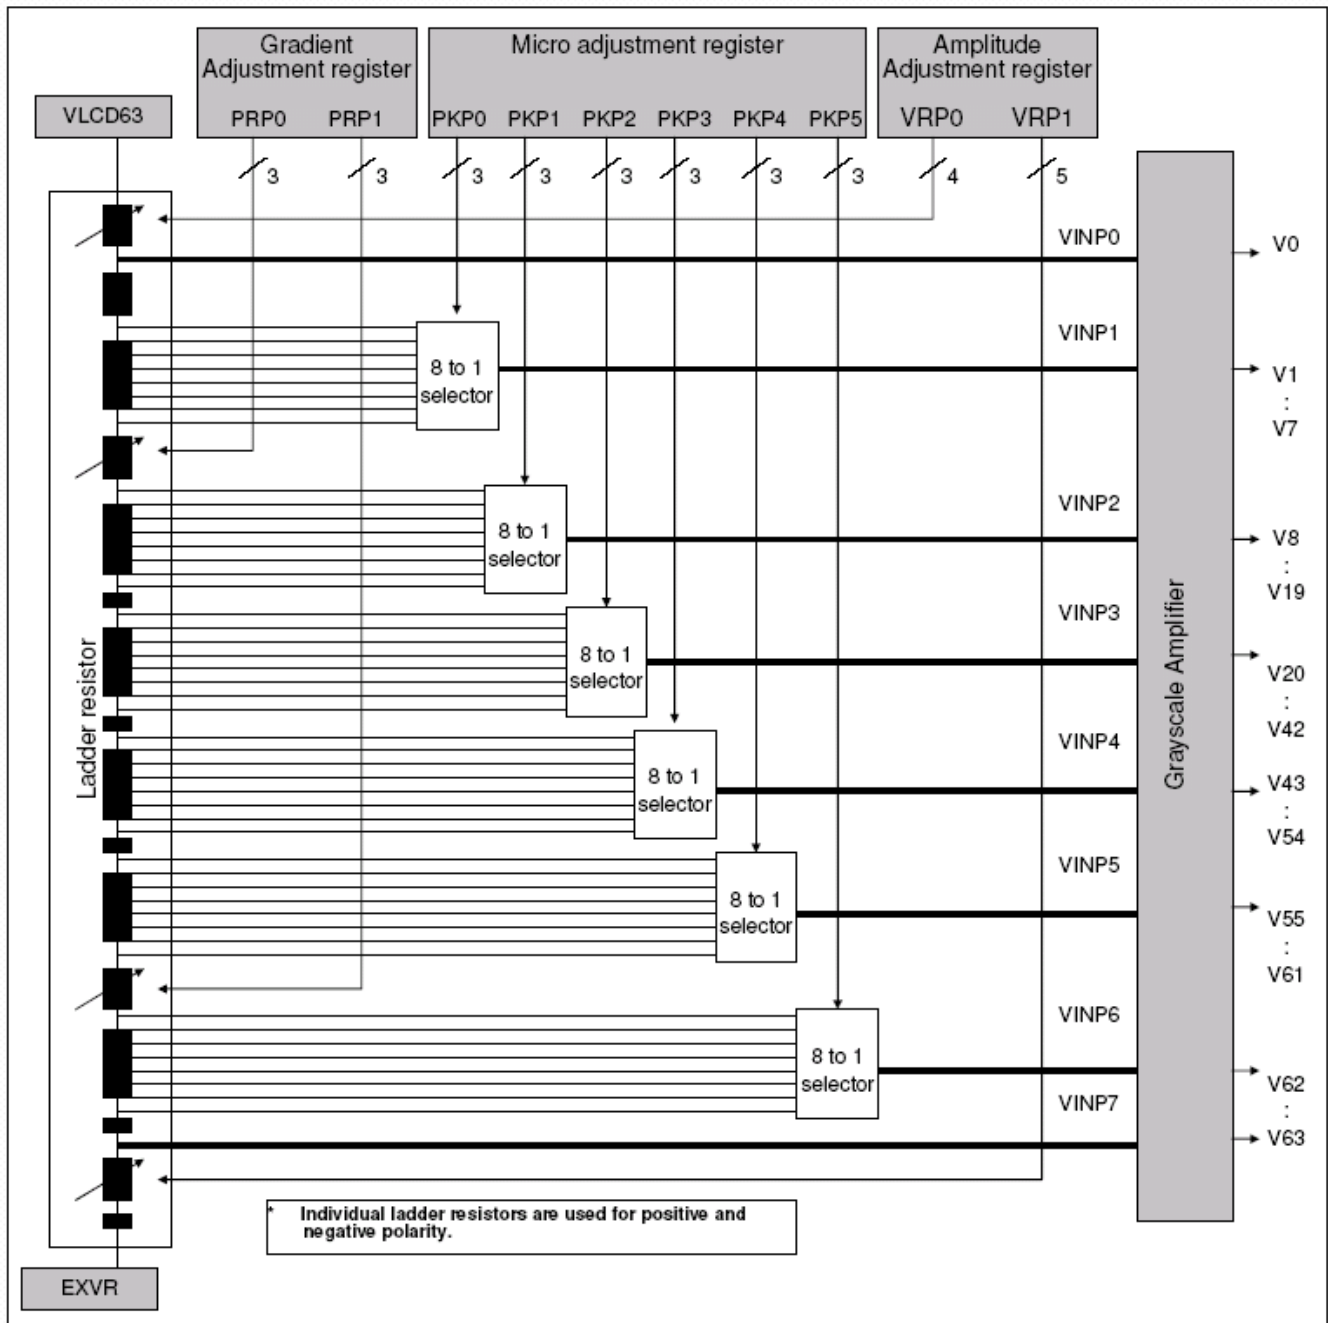 Gradient
Adjustment register
Micro adjustment register
Amplitude
Adjustment register
VLCD63
PRP0 PRP1
PKP0 PKP1 PKP2 PKP3 PKP4 PKP5
VRP0 VRP1
3 3 3 3 3 3 3 3 4 5
VINP0
V0
VINP1
8 to 1
selector
V1
:
V7
VINP2
8 to 1
selector
V8
:
V19
VINP3
8 to 1
selector
V20
:
V42
VINP4
8 to 1
selector
V43
:
V54
VINP5
8 to 1
selector
V55
:
V61
VINP6
8 to 1
selector
V62
:
VINP7
V63
Ladder resistor
Grayscale Amplifier
* Individual ladder resistors are used for positive and
negative polarity.
EXVR